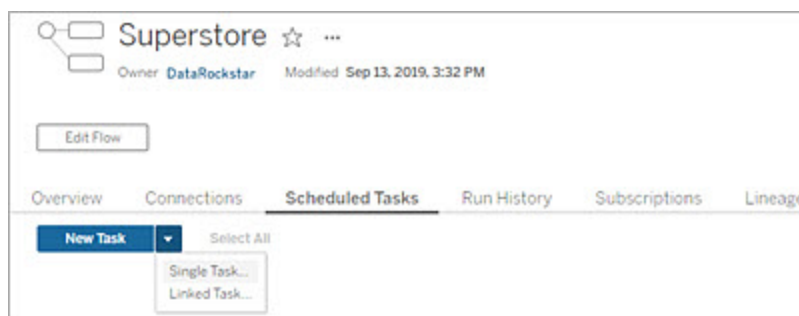 Superstore ☆ ...
Owner DataRockstar Modified Sep 13, 2019, 3:32 PM
Edit Flow
Overview Connections Scheduled Tasks Run History Subscriptions Lineage
New Task Select All
Single Task...
Linked Task...